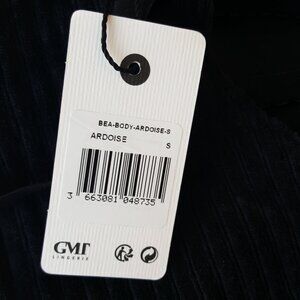 BEA-BODY-ARDOISE-S
ARDOISE S
3 663081 048735
GMT
LINGERIE